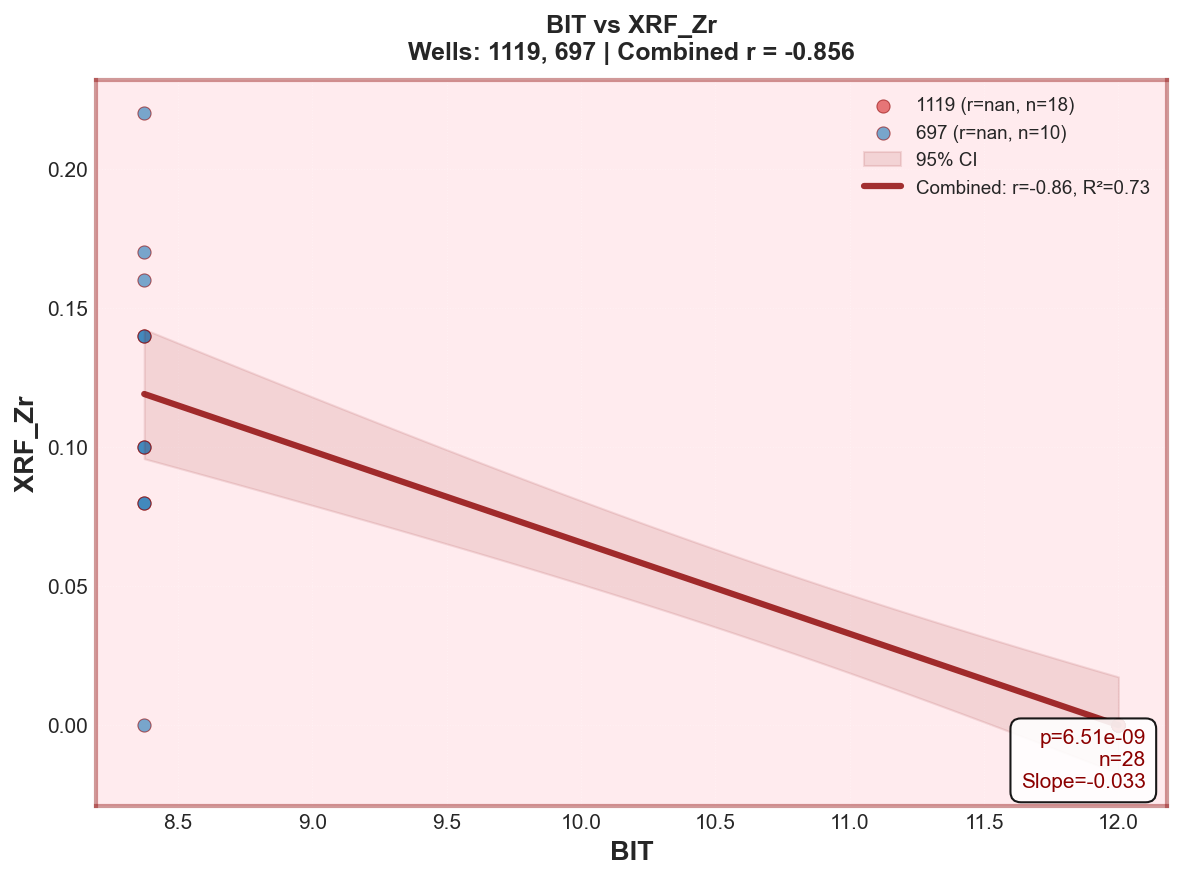 BIT vs XRF_Zr
Wells: 1119, 697 | Combined r = -0.856
1119 (r=nan, n=18)
697 (r=nan, n=10)
95% CI
Combined: r=-0.86, R²=0.73
XRF_Zr
0.20
0.15
0.10
0.05
0.00
p=6.51e-09
n=28
Slope=-0.033
8.5 9.0 9.5 10.0 10.5 11.0 11.5 12.0
BIT